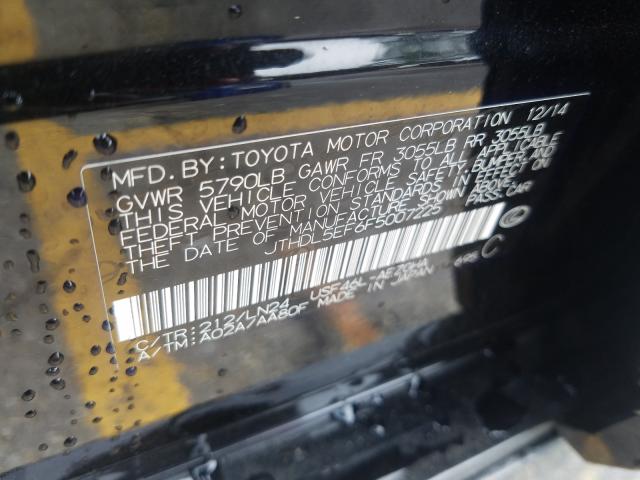 MFD. BY: TOYOTA MOTOR CORPORATION 12/14
GVWR 5790LB GAWR FR 3055LB RR 3055LB
THIS VEHICLE CONFORMS TO ALL APPLICABLE
FEDERAL MOTOR VEHICLE SAFETY, BUMPER, AND
THEFT PREVENTION STANDARDS IN EFFECT ON
THE DATE OF MANUFACTURE SHOWN ABOVE.
JTHDL5EF6F5007225 PASS. CAR
C/TR: 212/LN24 USF46L-AEZGHA
A/TM: A02A/AA80F MADE IN JAPAN